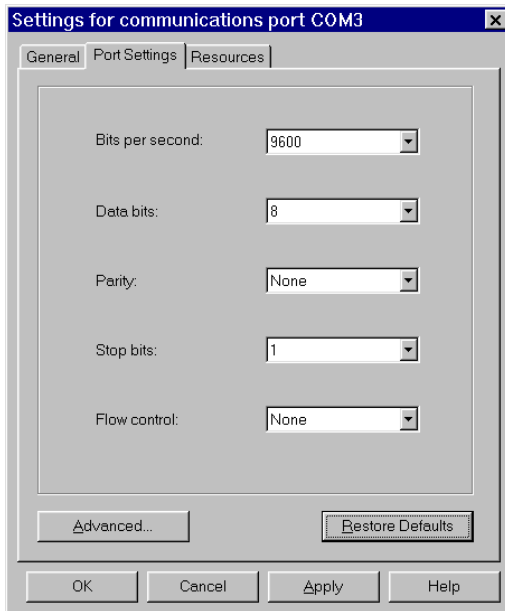 Settings for communications port COM3
General Port Settings Resources
Bits per second: 9600
Data bits: 8
Parity: None
Stop bits: 1
Flow control: None
Advanced... Restore Defaults
OK Cancel Apply Help